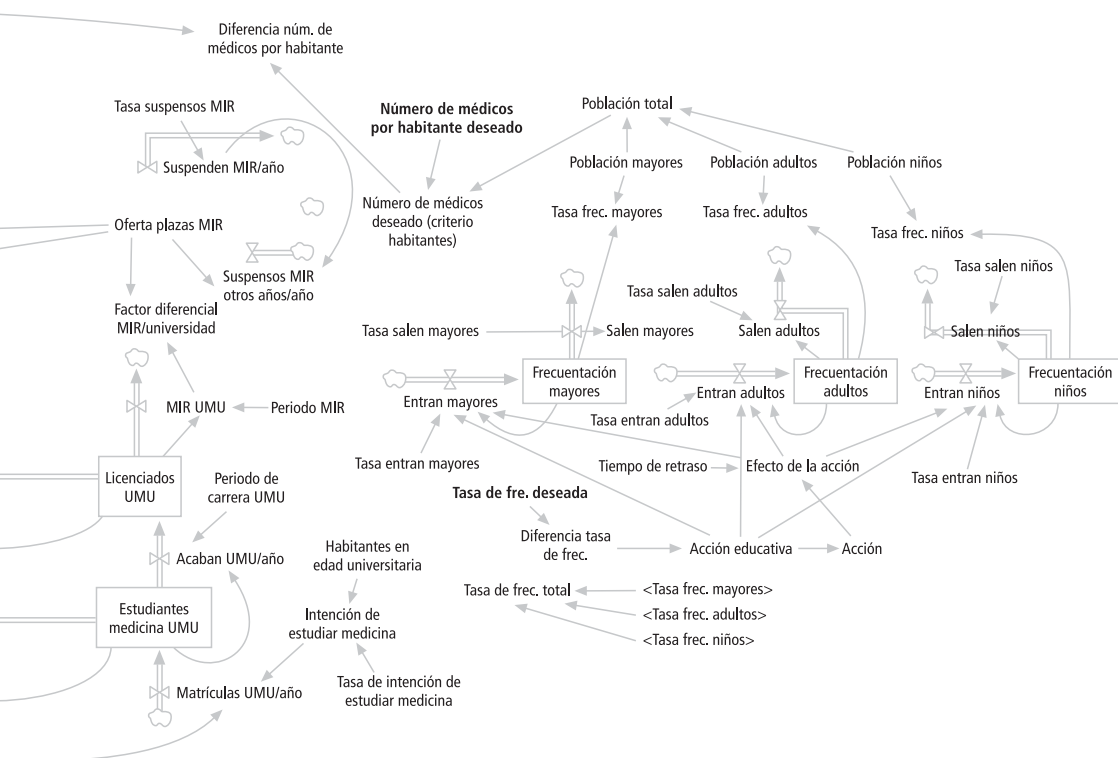 Diferencia núm. de
médicos por habitante
Tasa suspensos MIR
Número de médicos
por habitante deseado
Población total
Suspenden MIR/año
Población mayores
Población adultos
Población niños
Número de médicos
deseado (criterio
habitantes)
Tasa frec. mayores
Tasa frec. adultos
Tasa frec. niños
Oferta plazas MIR
Suspensos MIR
otros años/año
Tasa salen niños
Tasa salen adultos
Factor diferencial
MIR/universidad
Tasa salen mayores
Salen mayores
Salen adultos
Salen niños
Frecuentación
mayores
Frecuentación
adultos
Frecuentación
niños
Entran mayores
Entran adultos
Entran niños
MIR UMU
Periodo MIR
Tasa entran adultos
Tasa entran mayores
Tiempo de retraso
Efecto de la acción
Tasa entran niños
Licenciados
UMU
Periodo de
carrera UMU
Tasa de fre. deseada
Diferencia tasa
de frec.
Acción educativa
Acción
Acaban UMU/año
Habitantes en
edad universitaria
Tasa de frec. total
<Tasa frec. mayores>
<Tasa frec. adultos>
<Tasa frec. niños>
Estudiantes
medicina UMU
Intención de
estudiar medicina
Matrículas UMU/año
Tasa de intención de
estudiar medicina